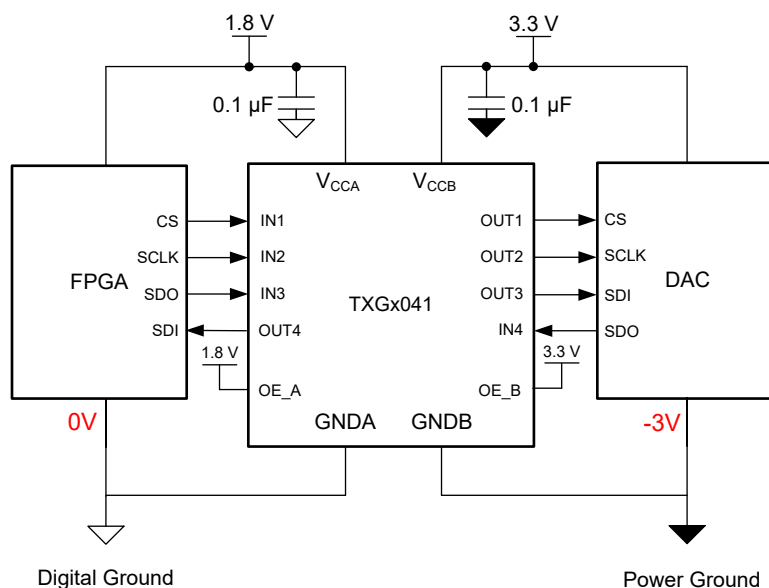 1.8 V
3.3 V
0.1 µF
0.1 µF
VCCA
VCCB
CS
IN1
OUT1
CS
SCLK
IN2
OUT2
SCLK
FPGA
DAC
SDO
IN3
TXGx041
OUT3
SDI
SDI
OUT4
IN4
SDO
1.8 V
3.3 V
OE_A
OE_B
0V
GNDA
GNDB
-3V
Digital Ground
Power Ground